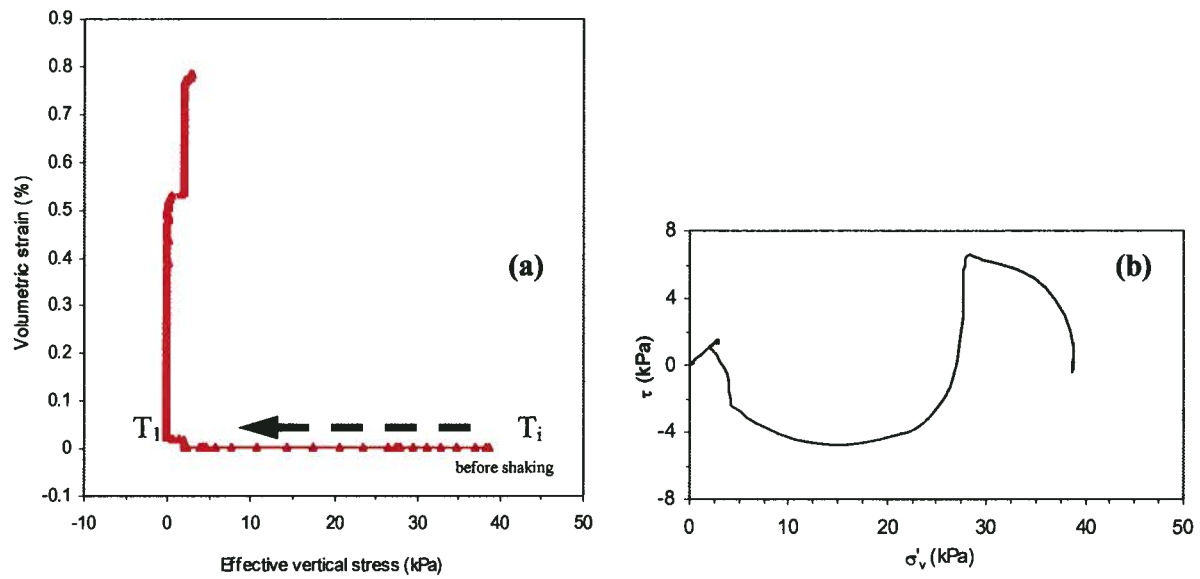 0.9
0.8
0.7
0.6
0.5
0.4
0.3
0.2
0.1
0
-0.1
Volumetric strain (%)
(a)
T1 Ti
before shaking
-10 0 10 20 30 40 50
Effective vertical stress (kPa)
8
4
0
-4
-8
τ (kPa)
(b)
0 10 20 30 40 50
σ'v (kPa)